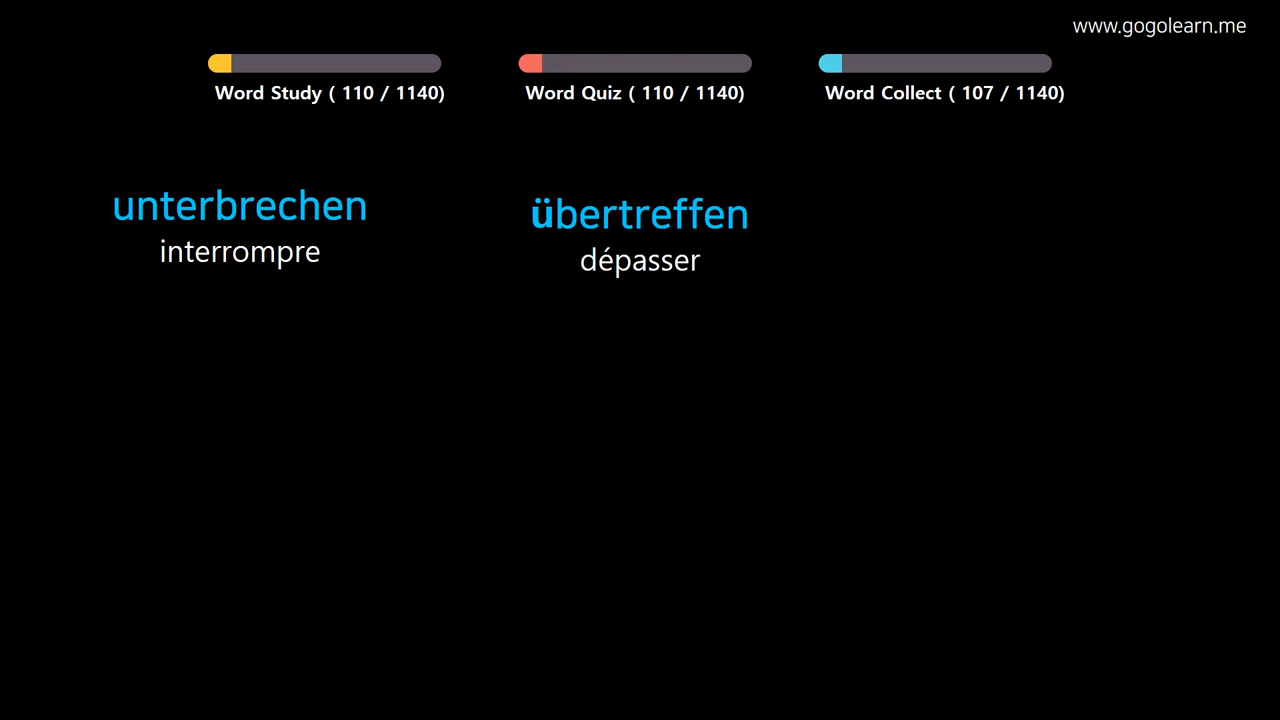 www.gogolearn.me
Word Study ( 110 / 1140)
Word Quiz ( 110 / 1140)
Word Collect ( 107 / 1140)
unterbrechen
interrompre
übertreffen
dépasser